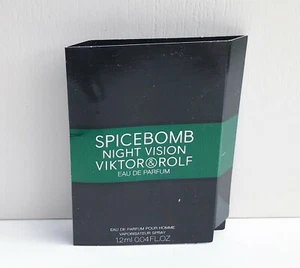 SPICEBOMB
NIGHT VISION
VIKTOR&ROLF
EAU DE PARFUM
EAU DE PARFUM POUR HOMME
VAPORISATEUR SPRAY
1.2ml 0.04FL.OZ